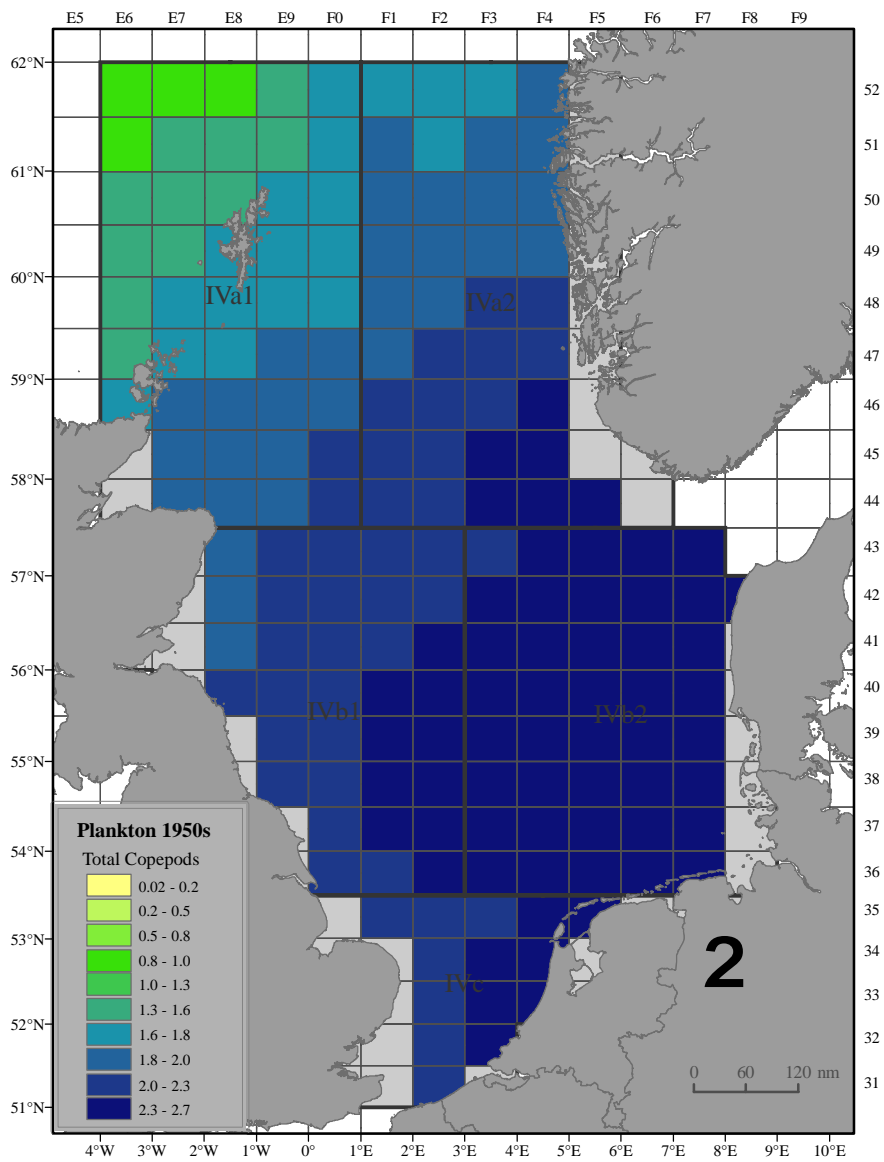 E5 E6 E7 E8 E9 F0 F1 F2 F3 F4 F5 F6 F7 F8 F9
62°N
52
51
61°N
50
49
60°N
IVa1
IVa2
48
47
59°N
46
45
58°N
44
43
57°N
42
41
56°N
40
IVb1
IVb2
39
55°N
38
37
54°N
36
35
53°N
34
IVc
33
52°N
32
31
51°N
Plankton 1950s
Total Copepods
0.02 - 0.2
0.2 - 0.5
0.5 - 0.8
0.8 - 1.0
1.0 - 1.3
1.3 - 1.6
1.6 - 1.8
1.8 - 2.0
2.0 - 2.3
2.3 - 2.7
2
0 60 120 nm
4°W 3°W 2°W 1°W 0° 1°E 2°E 3°E 4°E 5°E 6°E 7°E 8°E 9°E 10°E